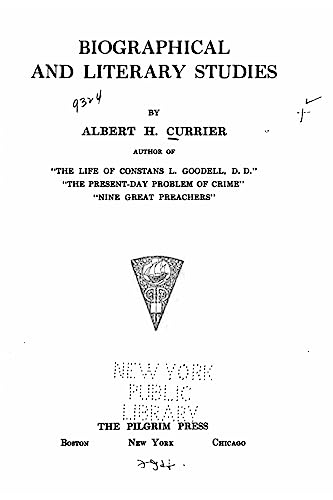 BIOGRAPHICAL
AND LITERARY STUDIES
9324
BY
ALBERT H. CURRIER
AUTHOR OF
"THE LIFE OF CONSTANS L. GOODELL, D. D."
"THE PRESENT-DAY PROBLEM OF CRIME"
"NINE GREAT PREACHERS"
NEW YORK
PUBLIC
LIBRARY
THE PILGRIM PRESS
BOSTON NEW YORK CHICAGO